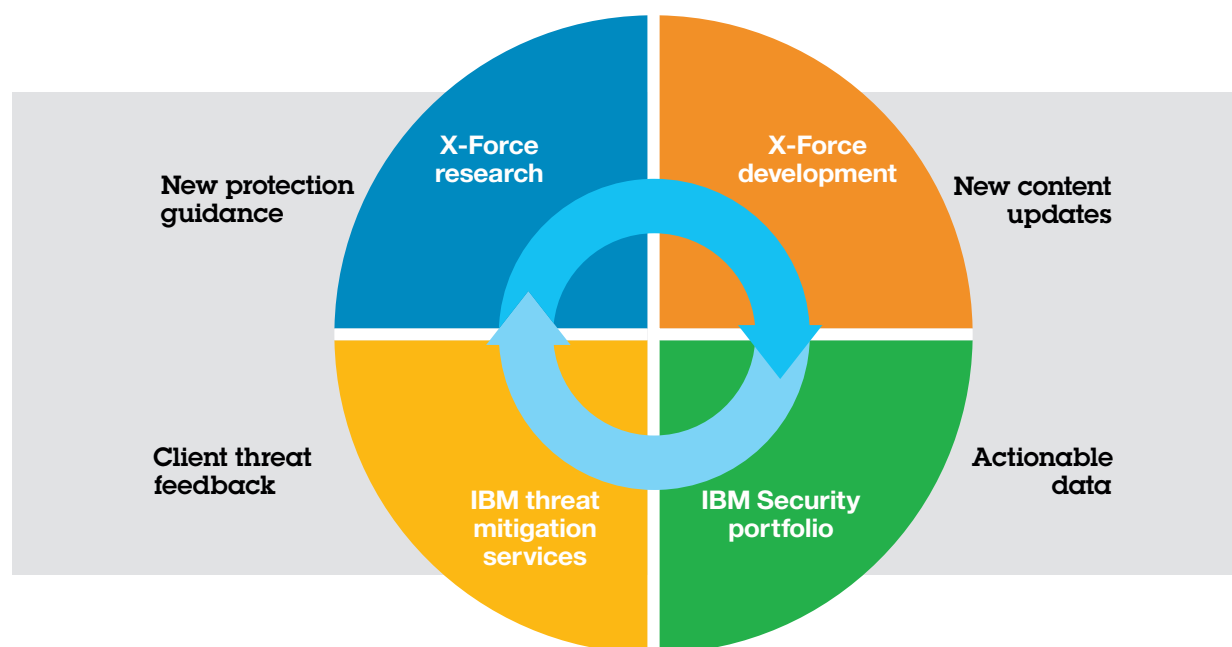 X-Force
research
X-Force
development
New protection
guidance
New content
updates
Client threat
feedback
Actionable
data
IBM threat
mitigation
services
IBM Security
portfolio